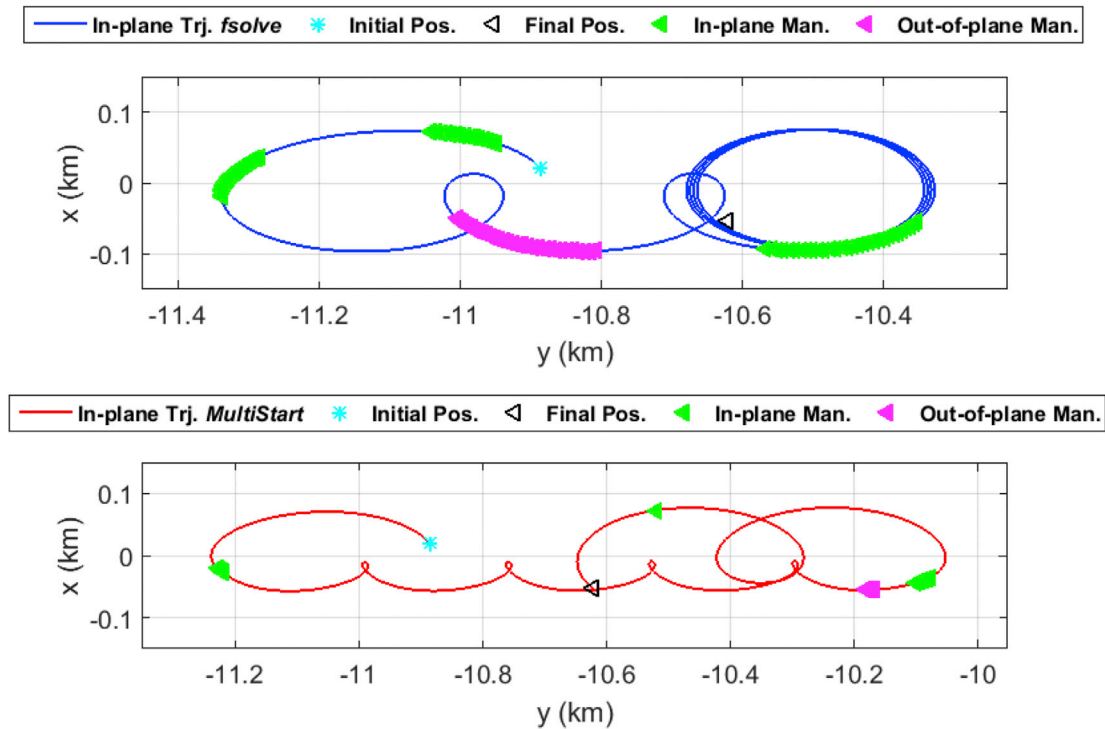 In-plane Trj. fsolve Initial Pos. Final Pos. In-plane Man. Out-of-plane Man.
0.1
0
-0.1
x (km)
-11.4 -11.2 -11 -10.8 -10.6 -10.4
y (km)
In-plane Trj. MultiStart Initial Pos. Final Pos. In-plane Man. Out-of-plane Man.
0.1
0
-0.1
x (km)
-11.2 -11 -10.8 -10.6 -10.4 -10.2 -10
y (km)